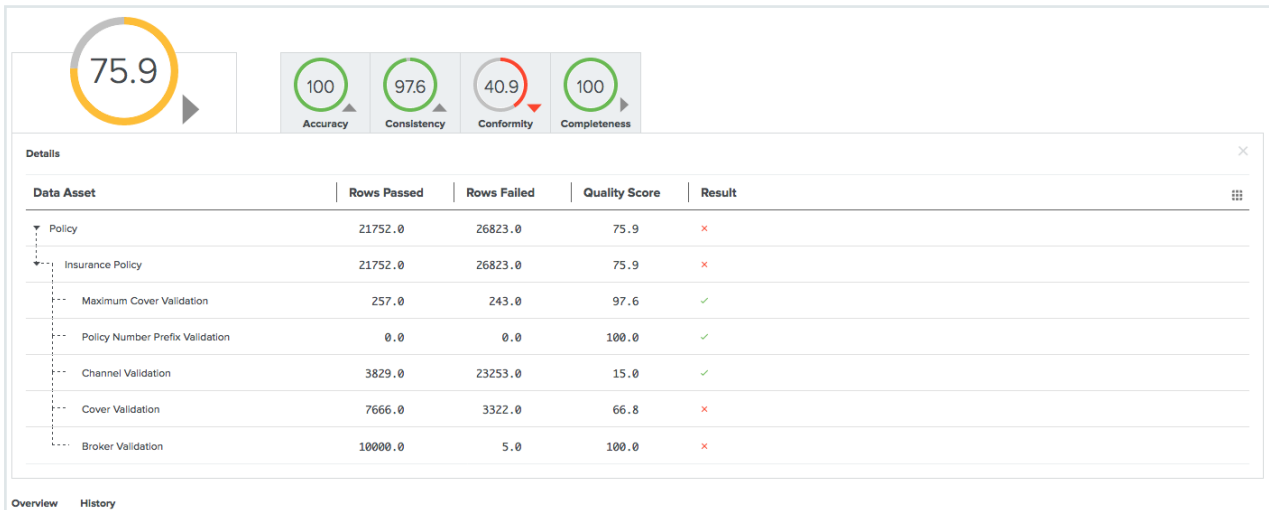 75.9
100 97.6 40.9 100
Accuracy Consistency Conformity Completeness
Details
Data Asset Rows Passed Rows Failed Quality Score Result
Policy 21752.0 26823.0 75.9
Insurance Policy 21752.0 26823.0 75.9
Maximum Cover Validation 257.0 243.0 97.6
Policy Number Prefix Validation 0.0 0.0 100.0
Channel Validation 3829.0 23253.0 15.0
Cover Validation 7666.0 3322.0 66.8
Broker Validation 10000.0 5.0 100.0
Overview History